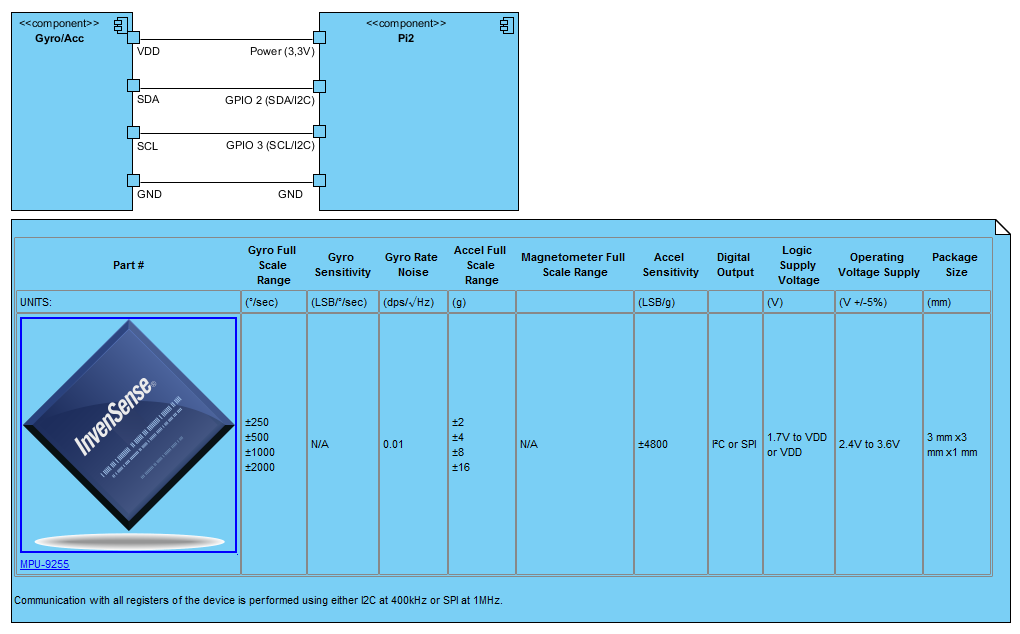 <<component>>
Gyro/Acc
<<component>>
Pi2
VDD
Power (3,3V)
SDA
GPIO 2 (SDA/I2C)
SCL
GPIO 3 (SCL/I2C)
GND
GND
Part #
Gyro Full
Scale
Range
Gyro
Sensitivity
Gyro Rate
Noise
Accel Full
Scale
Range
Magnetometer Full
Scale Range
Accel
Sensitivity
Digital
Output
Logic
Supply
Voltage
Operating
Voltage Supply
Package
Size
UNITS:
(°/sec)
(LSB/°/sec)
(dps/√Hz)
(g)
(LSB/g)
(V)
(V +/-5%)
(mm)
InvenSense®
MPU-9255
±250
±500
±1000
±2000
N/A
0.01
±2
±4
±8
±16
N/A
±4800
I²C or SPI
1.7V to VDD
or VDD
2.4V to 3.6V
3 mm x3
mm x1 mm
Communication with all registers of the device is performed using either I2C at 400kHz or SPI at 1MHz.